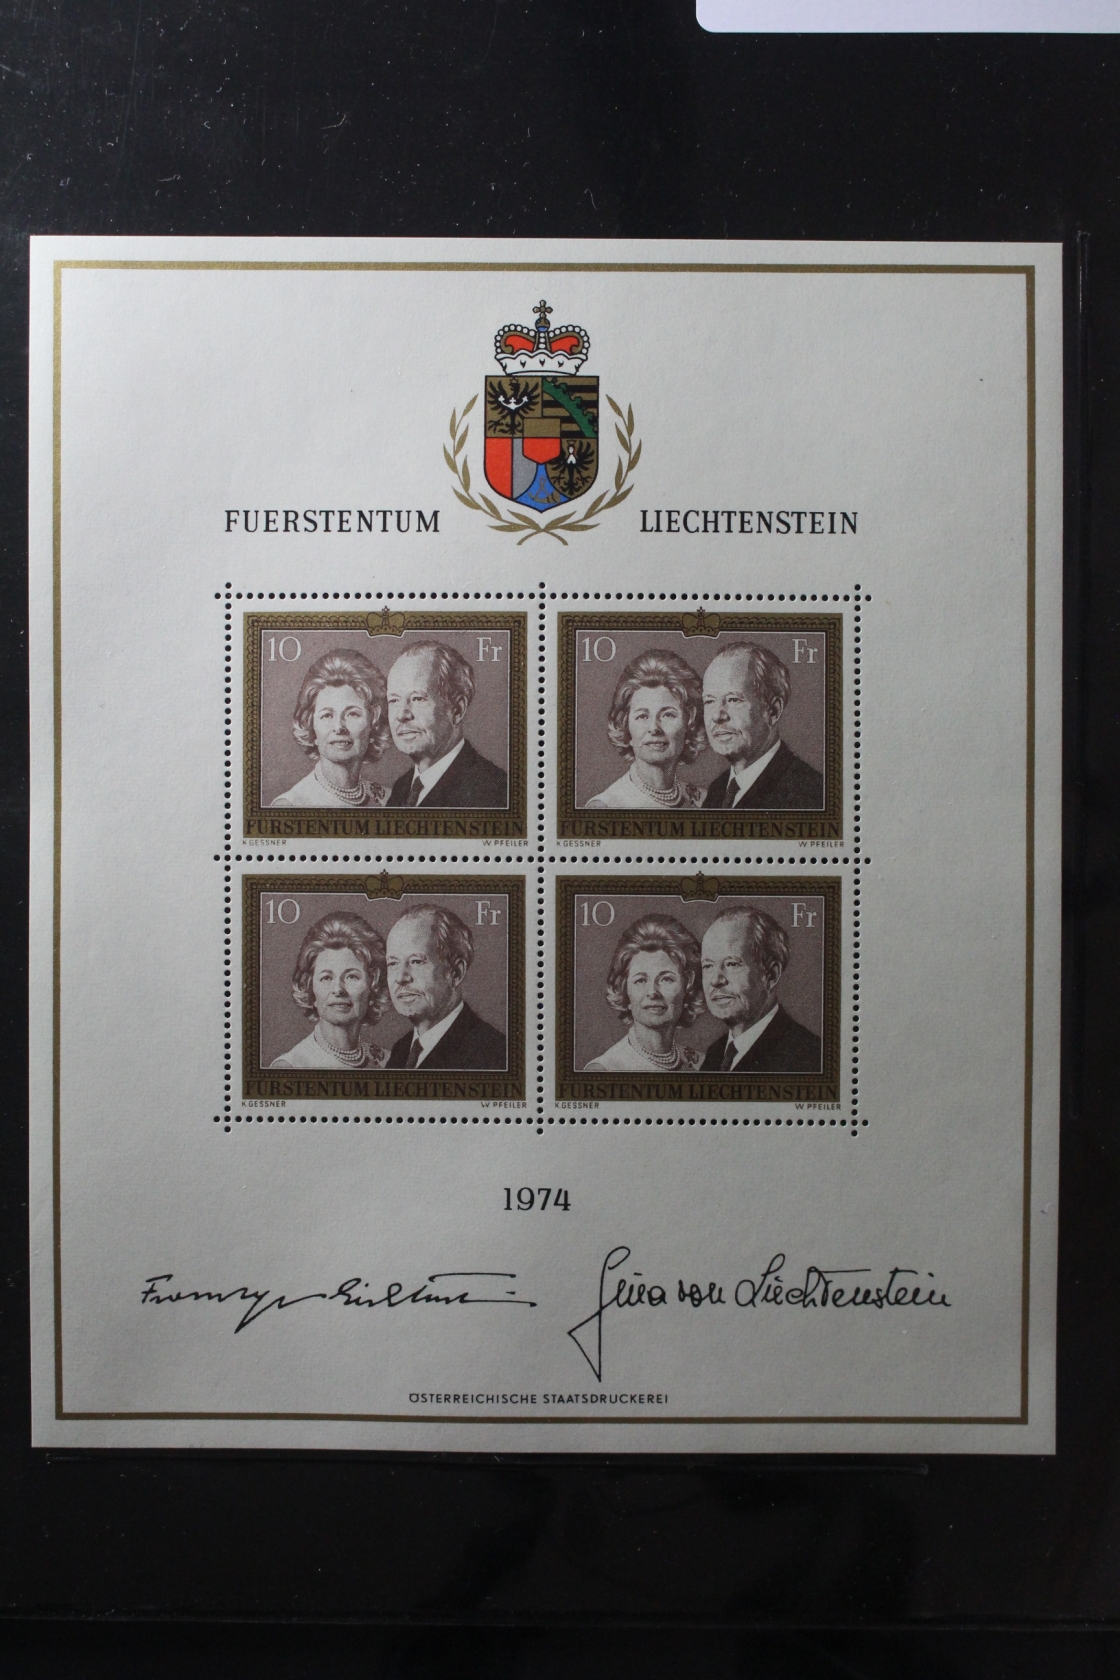 FUERSTENTUM LIECHTENSTEIN
10 Fr
FÜRSTENTUM LIECHTENSTEIN
K GESSNER W. PFEILER
10 Fr
FÜRSTENTUM LIECHTENSTEIN
K GESSNER W. PFEILER
10 Fr
FÜRSTENTUM LIECHTENSTEIN
K GESSNER W. PFEILER
10 Fr
FÜRSTENTUM LIECHTENSTEIN
K GESSNER W. PFEILER
1974
Gina von Liechtenstein
ÖSTERREICHISCHE STAATSDRUCKEREI